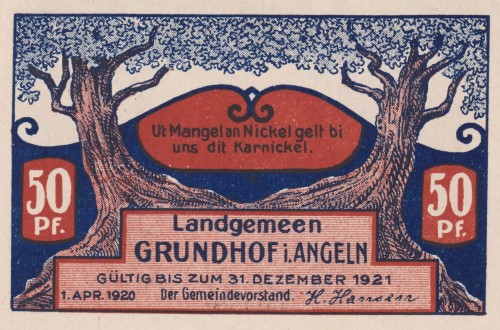 Ut Mangel an Nickel gelt bi
uns dit Karnickel.
50
PF.
50
PF.
Landgemeen
GRUNDHOF i. ANGELN
GÜLTIG BIS ZUM 31. DEZEMBER 1921
1. APR. 1920 Der Gemeindevorstand. H. Hansen